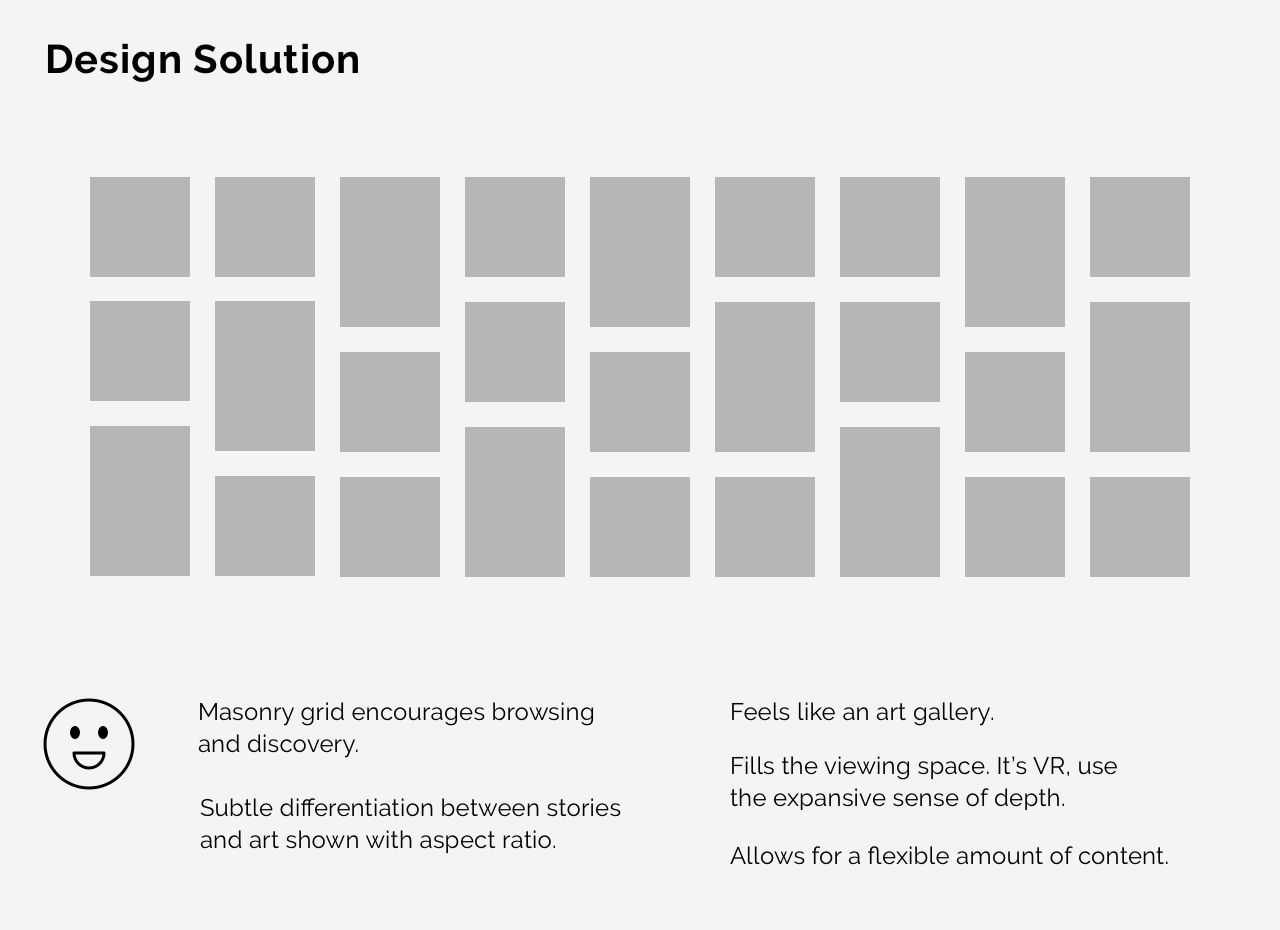 Design Solution
Masonry grid encourages browsing
and discovery.
Subtle differentiation between stories
and art shown with aspect ratio.
Feels like an art gallery.
Fills the viewing space. It’s VR, use
the expansive sense of depth.
Allows for a flexible amount of content.